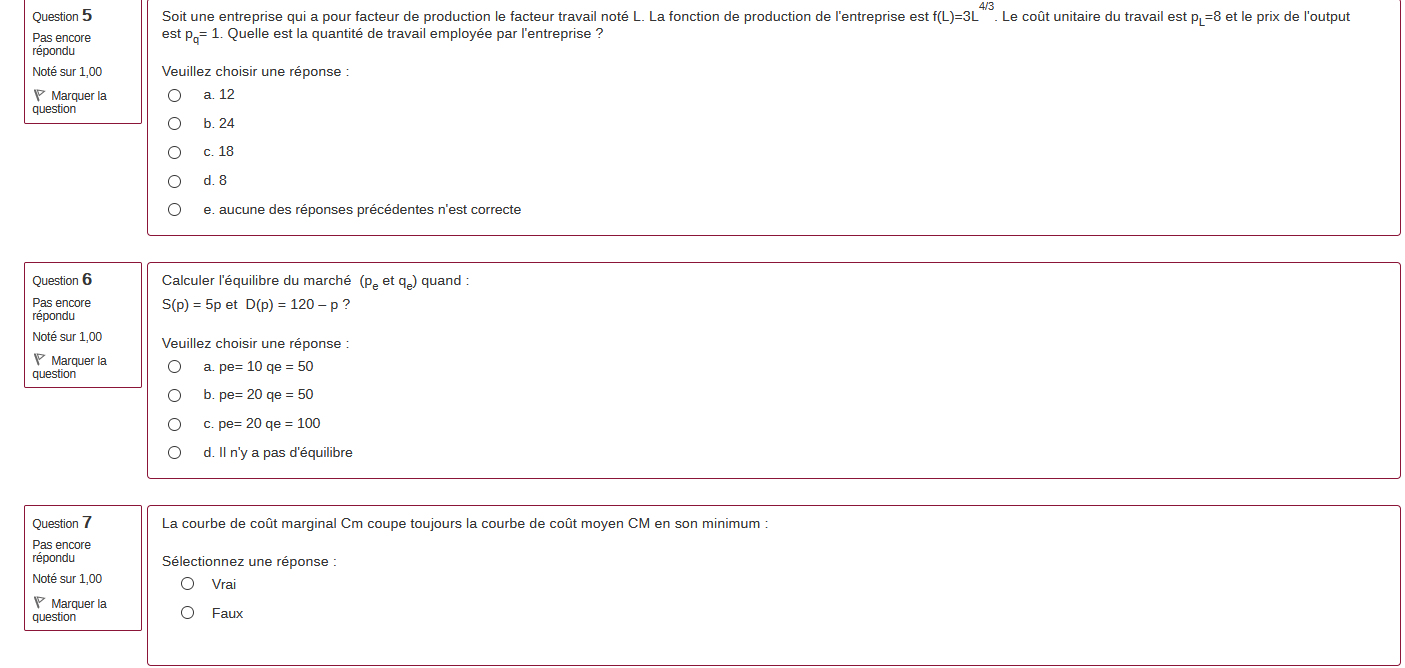 Question 5
Pas encore
répondu
Noté sur 1,00
Marquer la
question
Soit une entreprise qui a pour facteur de production le facteur travail noté L. La fonction de production de l'entreprise est f(L)=3L^4/3. Le coût unitaire du travail est p_L=8 et le prix de l'output
est p_q= 1. Quelle est la quantité de travail employée par l'entreprise ?
Veuillez choisir une réponse :
a. 12
b. 24
c. 18
d. 8
e. aucune des réponses précédentes n'est correcte
Question 6
Pas encore
répondu
Noté sur 1,00
Marquer la
question
Calculer l'équilibre du marché (p_e et q_e) quand :
S(p) = 5p et D(p) = 120 – p ?
Veuillez choisir une réponse :
a. pe= 10 qe = 50
b. pe= 20 qe = 50
c. pe= 20 qe = 100
d. Il n'y a pas d'équilibre
Question 7
Pas encore
répondu
Noté sur 1,00
Marquer la
question
La courbe de coût marginal Cm coupe toujours la courbe de coût moyen CM en son minimum :
Sélectionnez une réponse :
Vrai
Faux